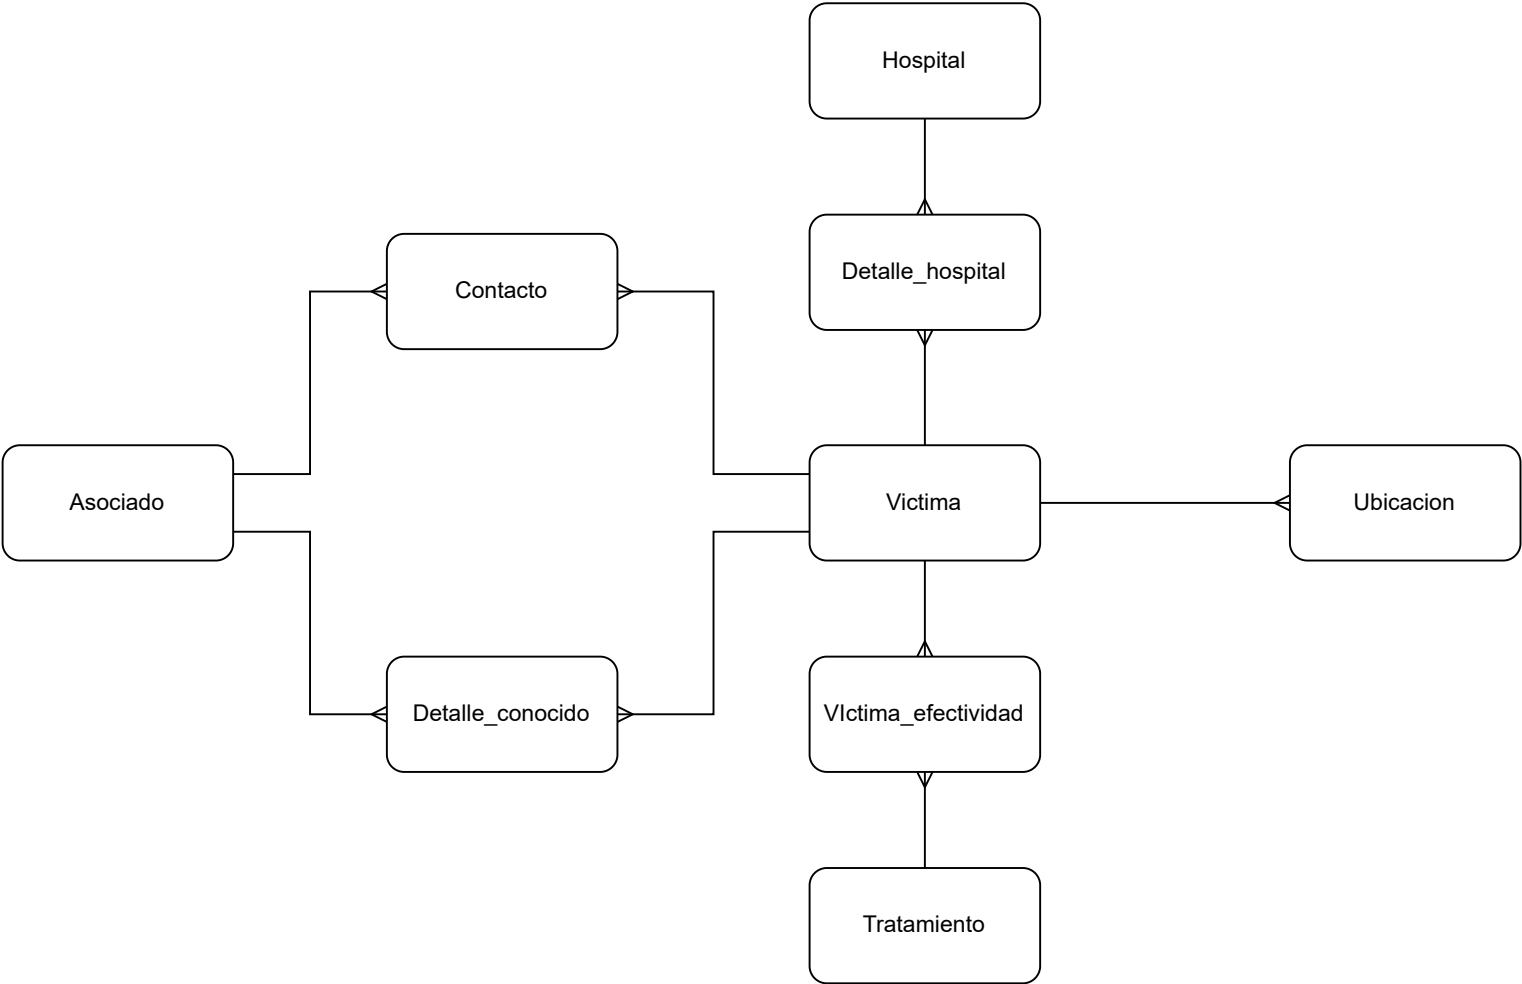 Hospital
Detalle_hospital
Contacto
Asociado
Victima
Ubicacion
Detalle_conocido
VIctima_efectividad
Tratamiento